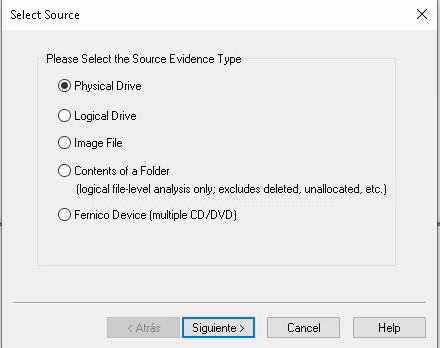 Select Source
Please Select the Source Evidence Type
Physical Drive
Logical Drive
Image File
Contents of a Folder
(logical file-level analysis only; excludes deleted, unallocated, etc.)
Fernico Device (multiple CD/DVD)
< Atrás Siguiente > Cancel Help